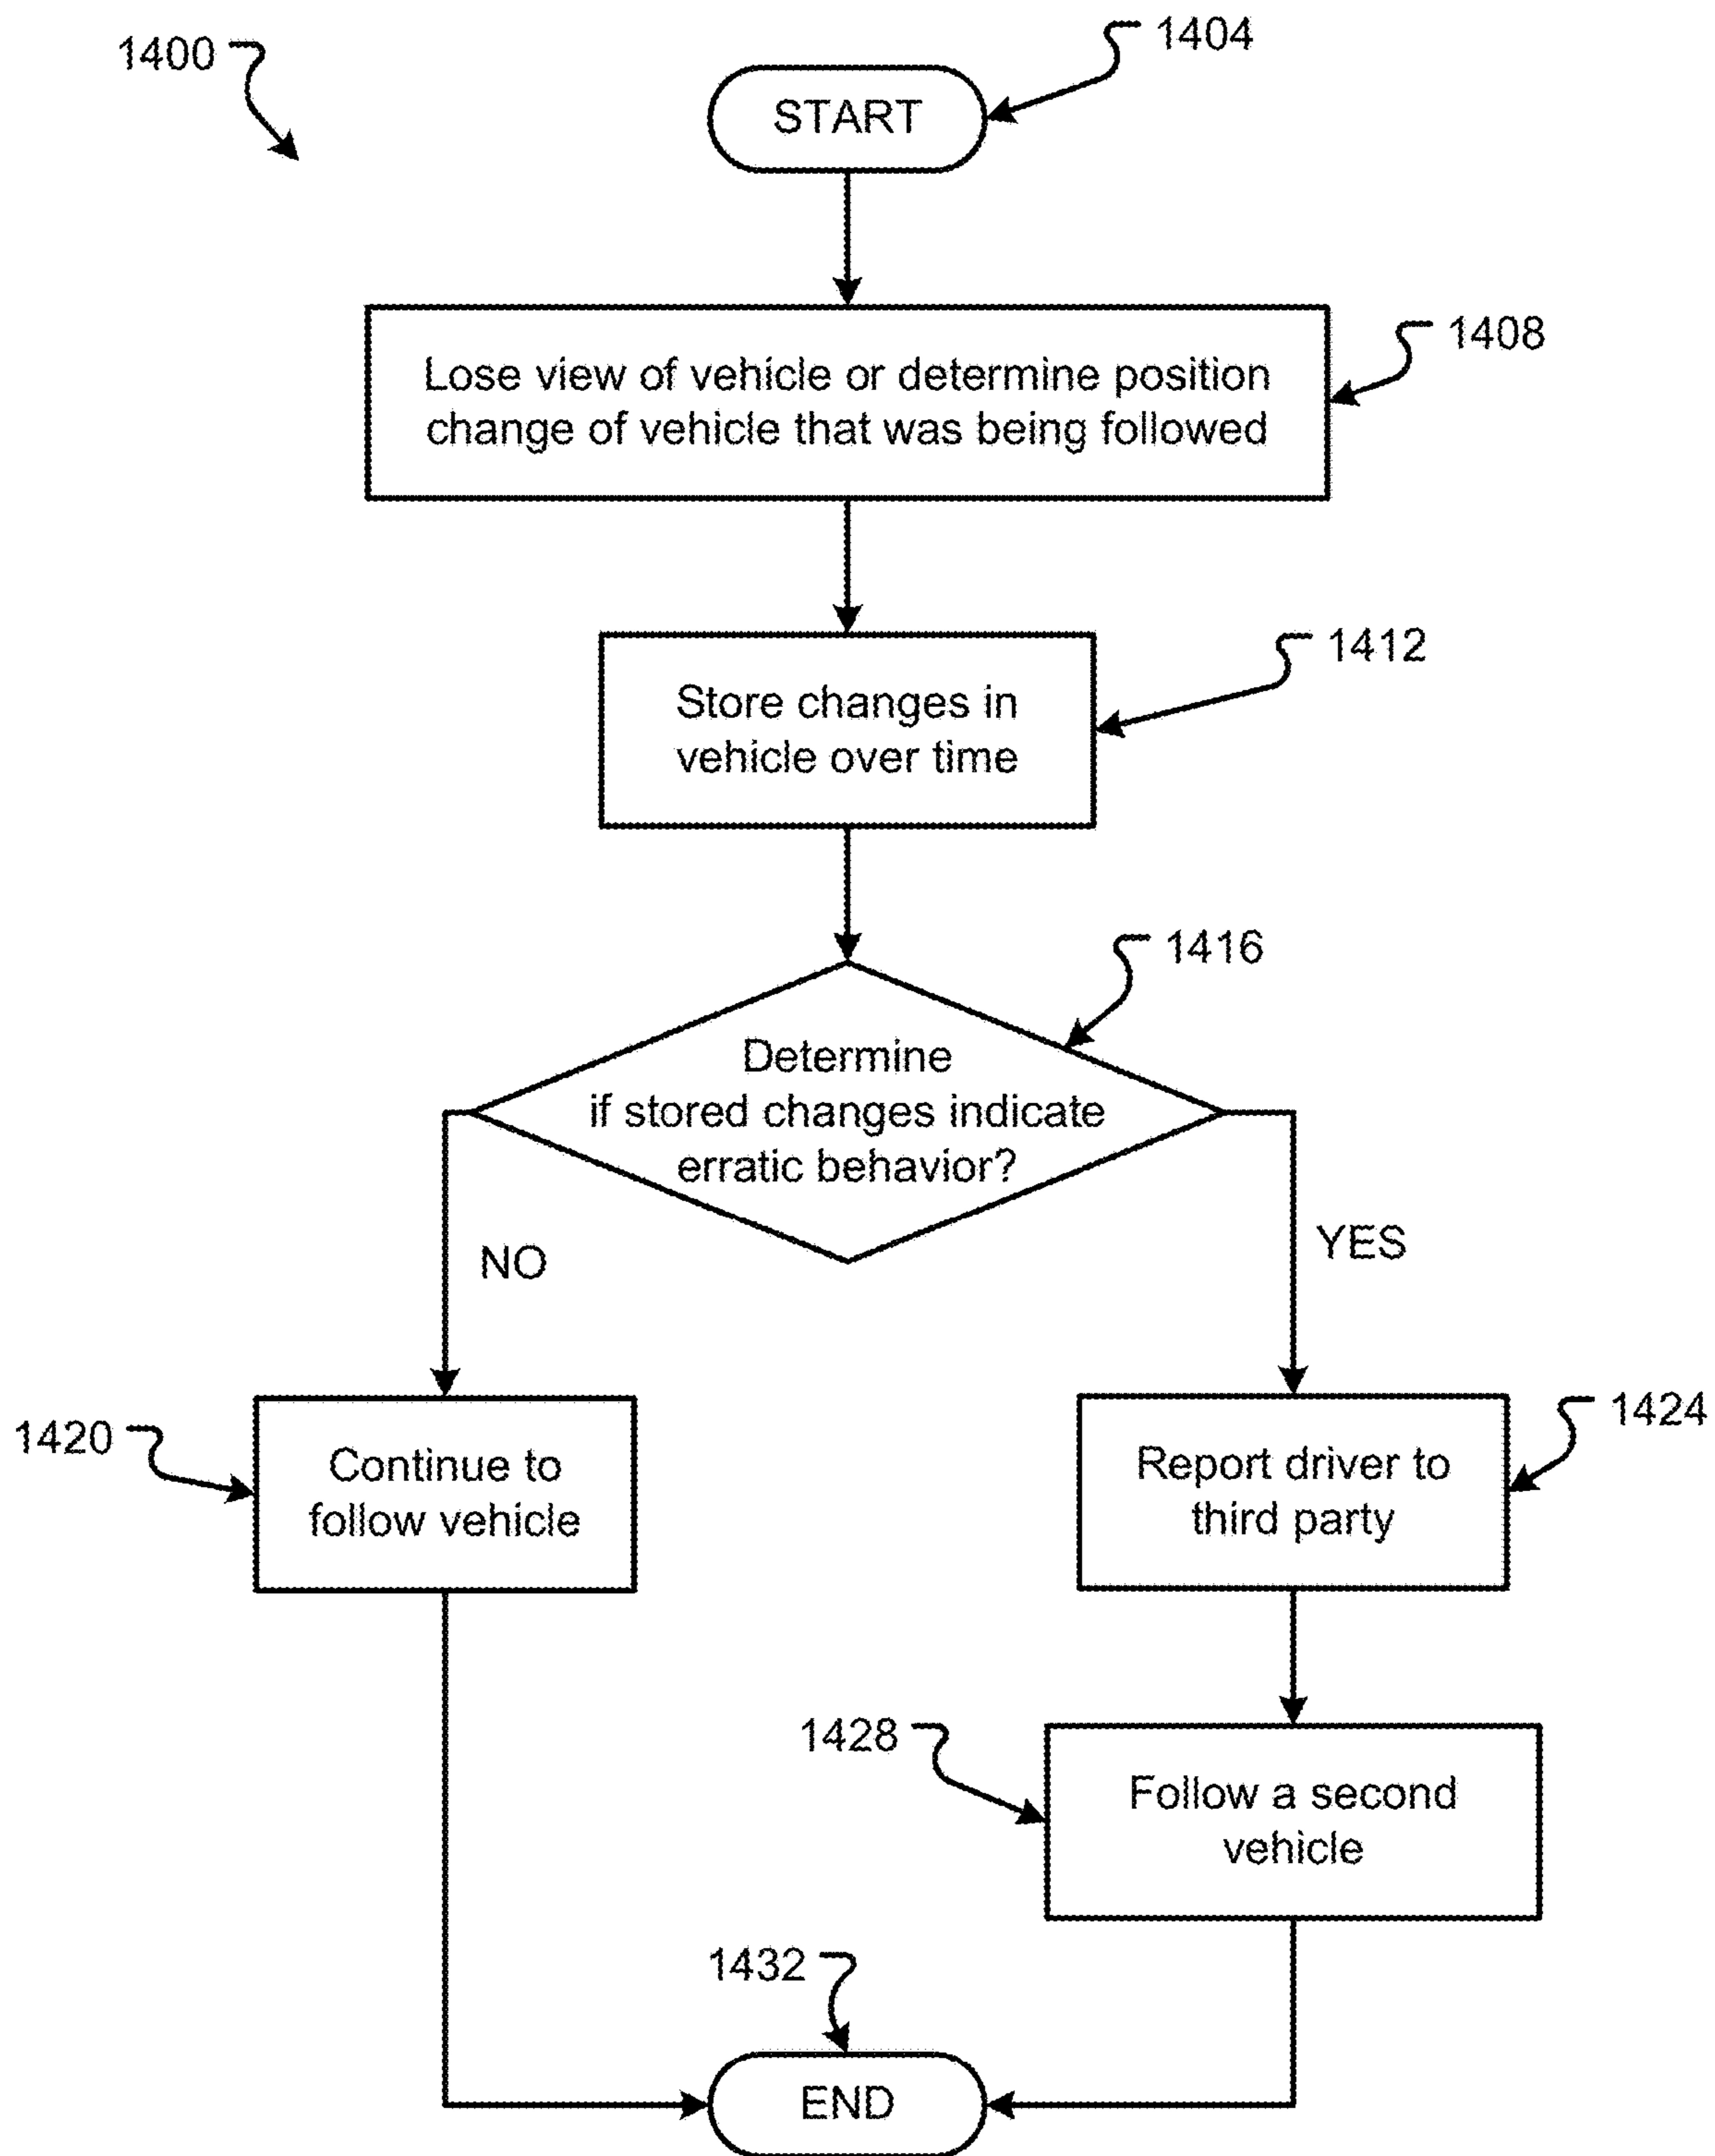 1400
1404
START
1408
Lose view of vehicle or determine position
change of vehicle that was being followed
1412
Store changes in
vehicle over time
1416
Determine
if stored changes indicate
erratic behavior?
NO
YES
1420
Continue to
follow vehicle
1424
Report driver to
third party
1428
Follow a second
vehicle
1432
END